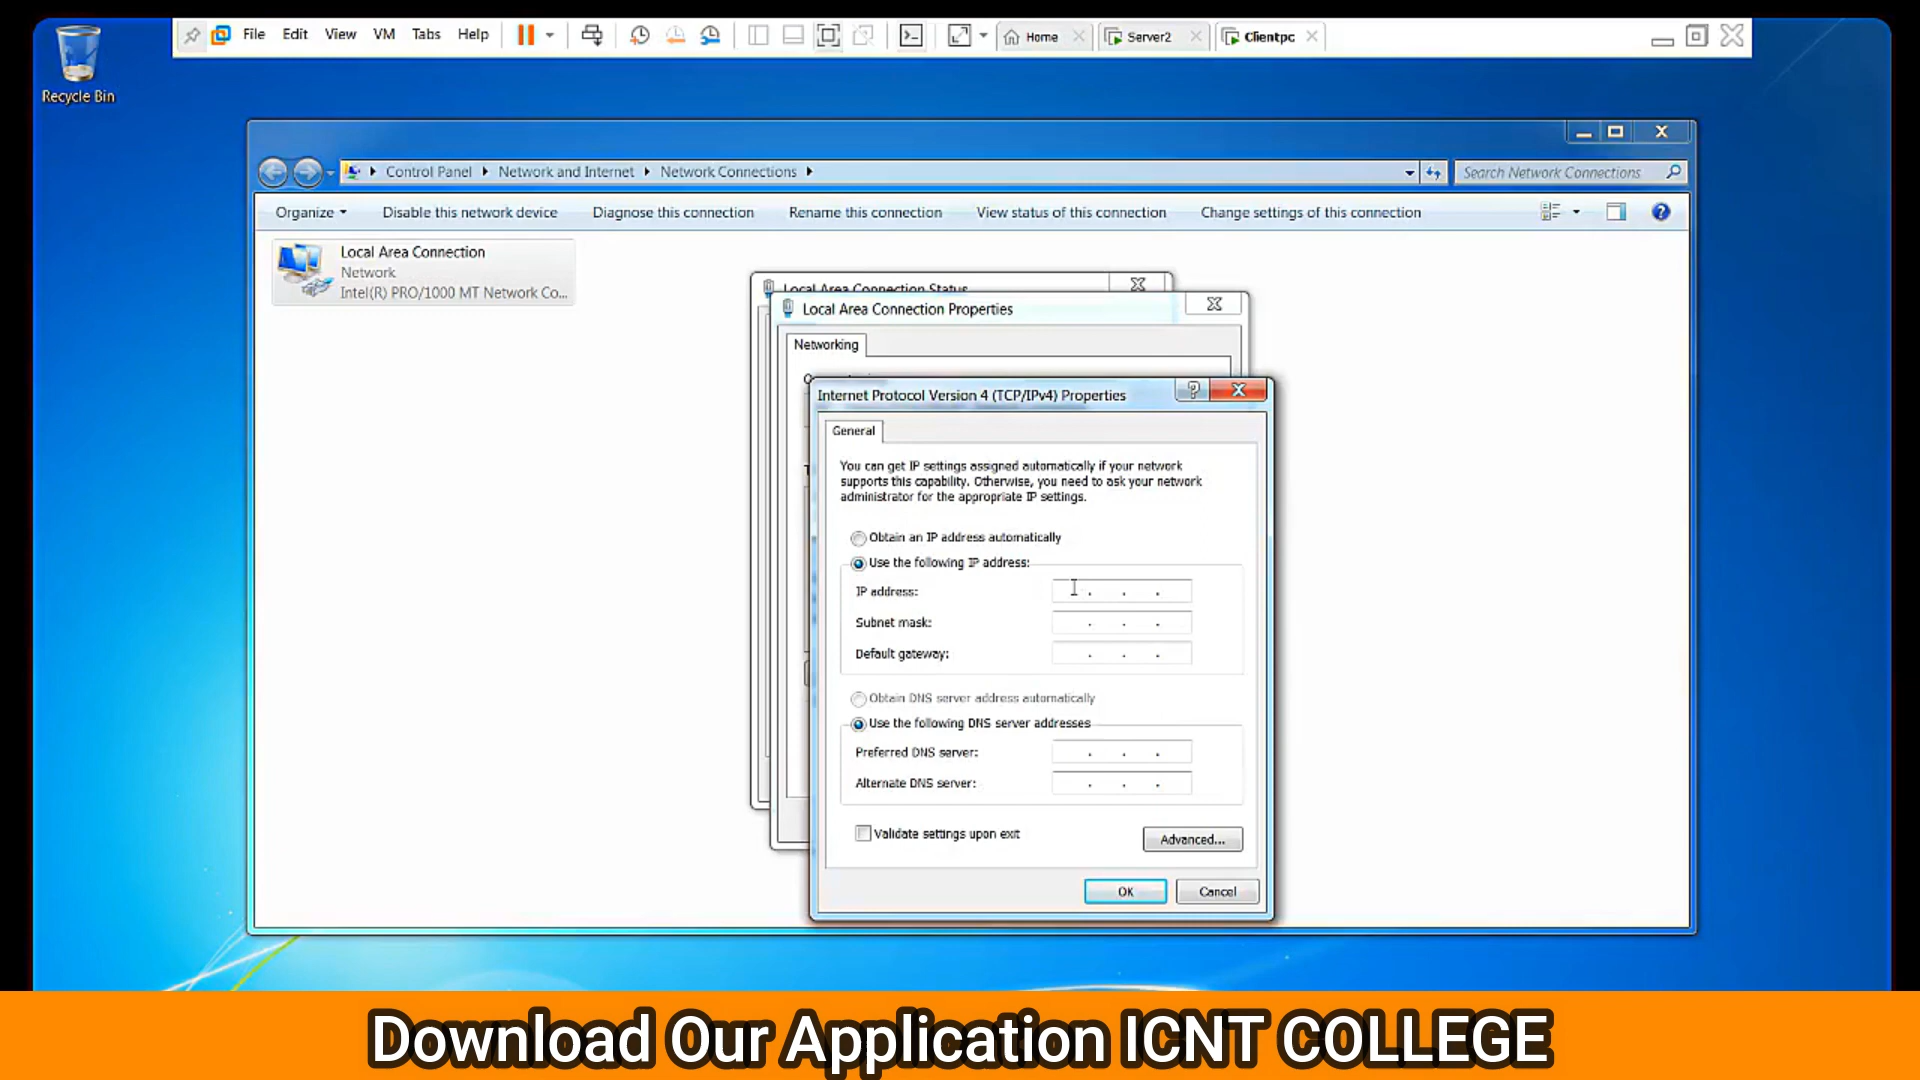 File Edit View VM Tabs Help Home Server2 Clientpc
Recycle Bin
Control Panel Network and Internet Network Connections
Search Network Connections
Organize Disable this network device Diagnose this connection Rename this connection View status of this connection Change settings of this connection
Local Area Connection
Network
Intel(R) PRO/1000 MT Network Co...
Local Area Connection Status
Local Area Connection Properties
Networking
Internet Protocol Version 4 (TCP/IPv4) Properties
General
You can get IP settings assigned automatically if your network
supports this capability. Otherwise, you need to ask your network
administrator for the appropriate IP settings.
Obtain an IP address automatically
Use the following IP address:
IP address:
Subnet mask:
Default gateway:
Obtain DNS server address automatically
Use the following DNS server addresses
Preferred DNS server:
Alternate DNS server:
Validate settings upon exit
Advanced...
OK Cancel
Download Our Application ICNT COLLEGE